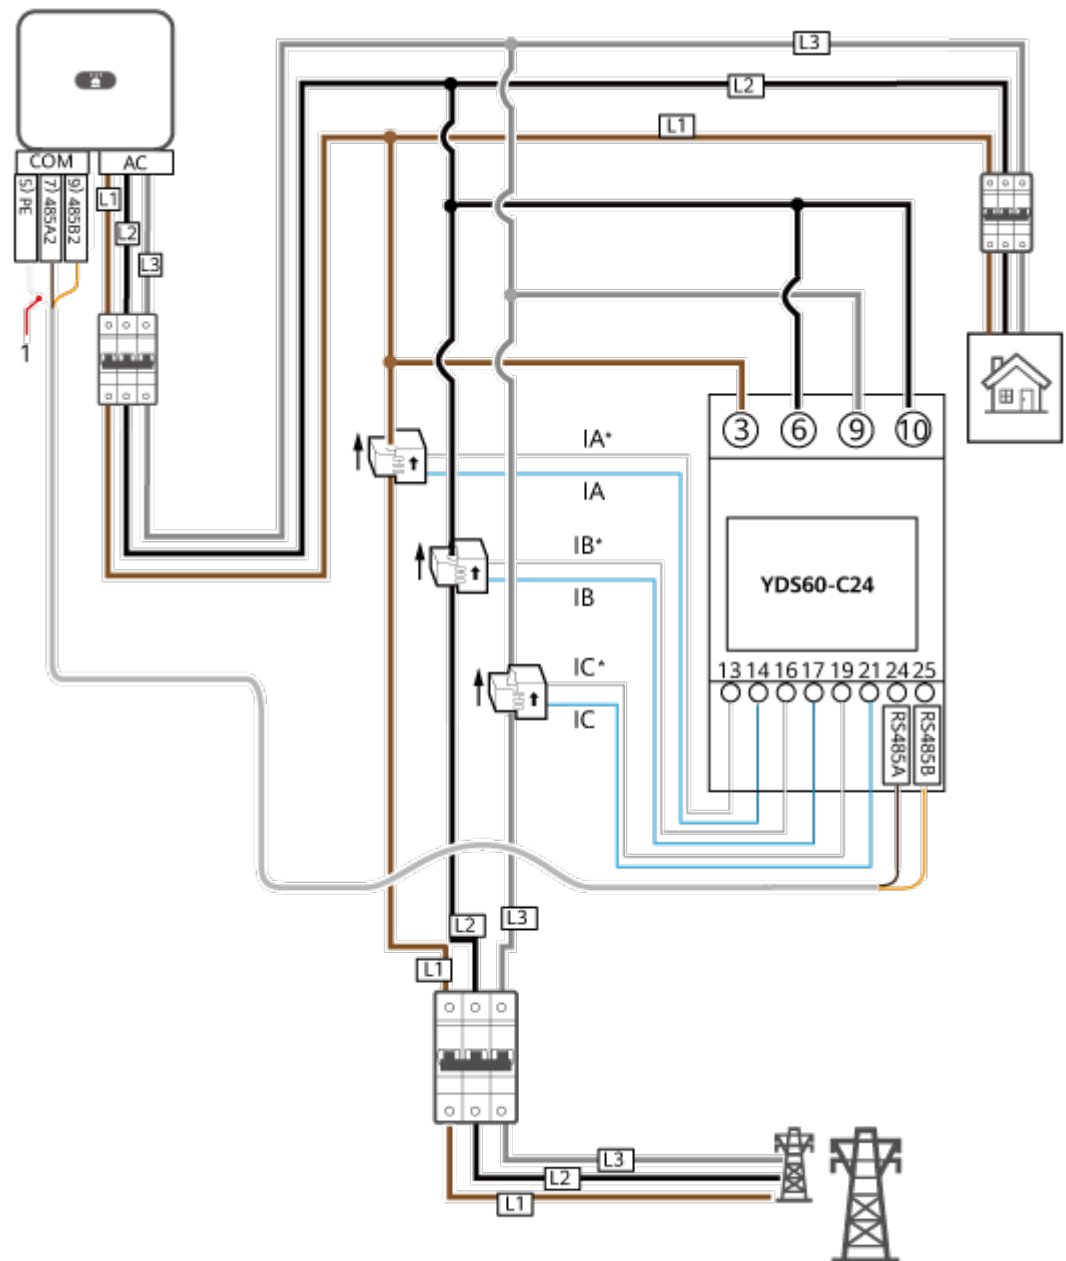 L3
L2
L1
COM
AC
5) PE
7) 485A2
9) 485B2
L1
L2
L3
1
3
6
9
10
IA*
IA
IB*
IB
YDS60-C24
IC*
IC
13 14 16 17 19 21 24 25
RS485A
RS485B
L2
L3
L1
L3
L2
L1